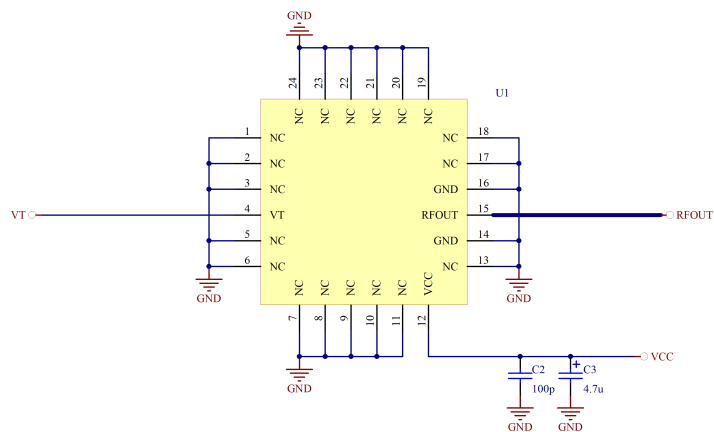 GND
24
23
22
21
20
19
U1
NC
NC
NC
NC
NC
NC
1
NC
NC
18
2
NC
NC
17
3
NC
GND
16
VT
4
VT
RFOUT
15
RFOUT
5
NC
GND
14
6
NC
NC
13
GND
GND
NC
NC
NC
NC
NC
VCC
7
8
9
10
11
12
VCC
GND
C2
100p
C3
4.7u
GND
GND